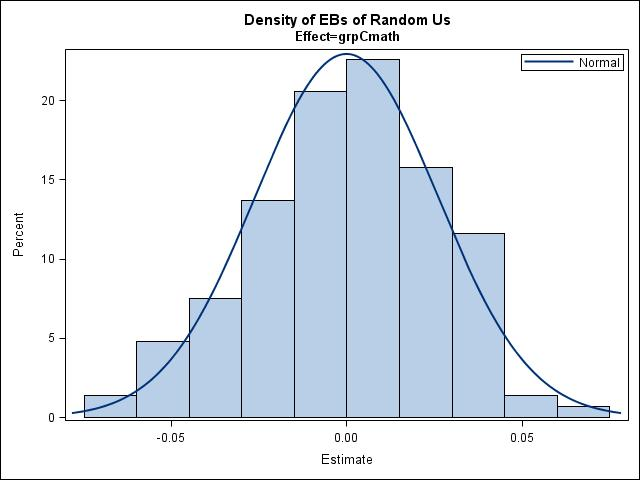 Density of EBs of Random Us
Effect=grpCmath
Normal
Percent
20
15
10
5
0
-0.05
0.00
0.05
Estimate